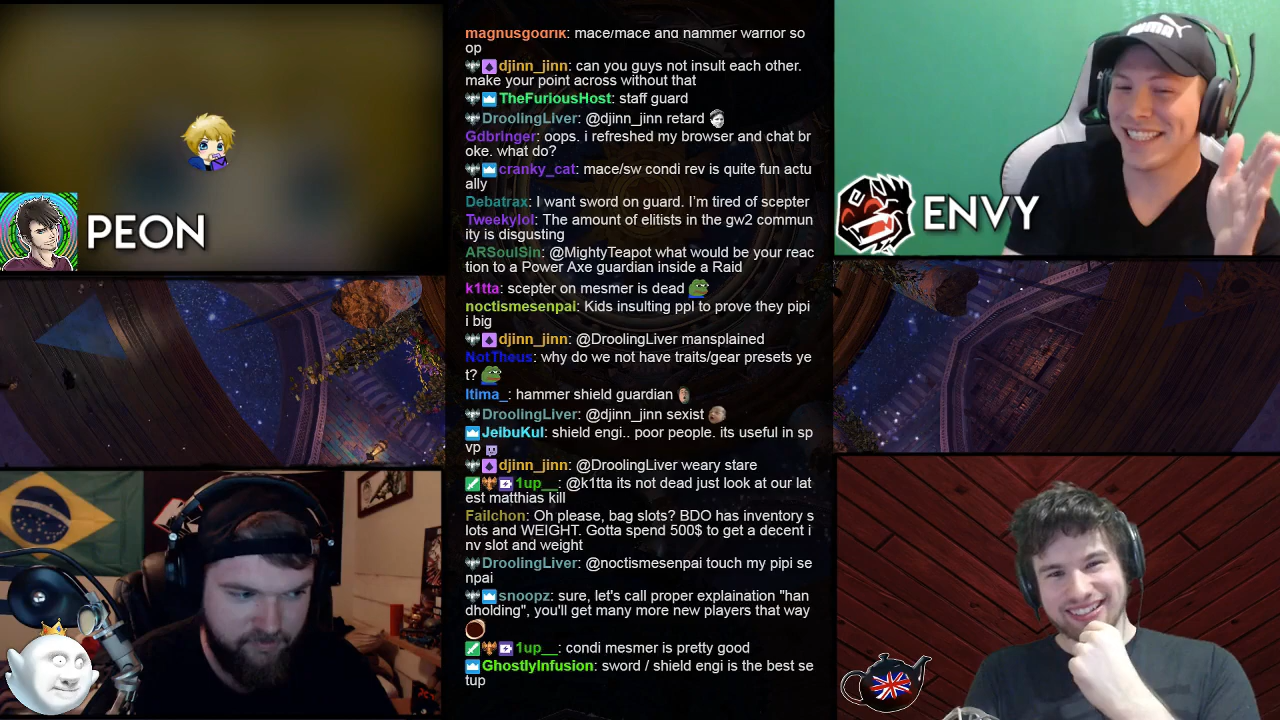 PEON
magnusgodrik: mace/mace and hammer warrior so
op
djinn_jinn: can you guys not insult each other.
make your point across without that
TheFuriousHost: staff guard
DroolingLiver: @djinn_jinn retard
Gdbringer: oops. i refreshed my browser and chat br
oke. what do?
cranky_cat: mace/sw condi rev is quite fun actu
ally
Debatrax: I want sword on guard. I'm tired of scepter
Tweekylol: The amount of elitists in the gw2 commun
ity is disgusting
ARSoulSin: @MightyTeapot what would be your reac
tion to a Power Axe guardian inside a Raid
k1tta: scepter on mesmer is dead
noctismesenpai: Kids insulting ppl to prove they pipi
i big
djinn_jinn: @DroolingLiver mansplained
NotTheus: why do we not have traits/gear presets ye
t?
Itima_: hammer shield guardian
DroolingLiver: @djinn_jinn sexist
JeibuKul: shield engi.. poor people. its useful in sp
vp
djinn_jinn: @DroolingLiver weary stare
1up__: @k1tta its not dead just look at our lat
est matthias kill
Failchon: Oh please, bag slots? BDO has inventory s
lots and WEIGHT. Gotta spend 500$ to get a decent i
nv slot and weight
DroolingLiver: @noctismesenpai touch my pipi se
npai
snoopz: sure, let's call proper explaination "han
dholding", you'll get many more new players that way
1up__: condi mesmer is pretty good
GhostlyInfusion: sword / shield engi is the best se
tup
PUMA
ENVY